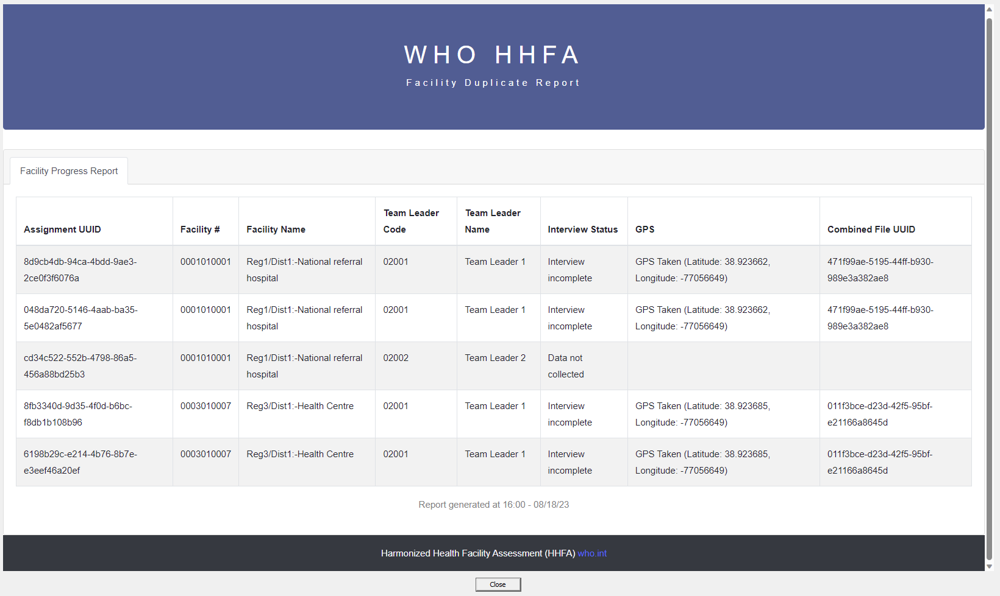 WHO HHFA
Facility Duplicate Report
Facility Progress Report
Assignment UUID
Facility #
Facility Name
Team Leader
Code
Team Leader
Name
Interview Status
GPS
Combined File UUID
8d9cb4db-94ca-4bdd-9ae3-
2ce0f3f6076a
0001010001
Reg1/Dist1:-National referral
hospital
02001
Team Leader 1
Interview
incomplete
GPS Taken (Latitude: 38.923662,
Longitude: -77056649)
471f99ae-5195-44ff-b930-
989e3a382ae8
048da720-5146-4aab-ba35-
5e0482af5677
0001010001
Reg1/Dist1:-National referral
hospital
02001
Team Leader 1
Interview
incomplete
GPS Taken (Latitude: 38.923662,
Longitude: -77056649)
471f99ae-5195-44ff-b930-
989e3a382ae8
cd34c522-552b-4798-86a5-
456a88bd25b3
0001010001
Reg1/Dist1:-National referral
hospital
02002
Team Leader 2
Data not
collected
8fb3340d-9d35-4f0d-b6bc-
f8db1b108b96
0003010007
Reg3/Dist1:-Health Centre
02001
Team Leader 1
Interview
incomplete
GPS Taken (Latitude: 38.923685,
Longitude: -77056649)
011f3bce-d23d-42f5-95bf-
e21166a8645d
6198b29c-e214-4b76-8b7e-
e3eef46a20ef
0003010007
Reg3/Dist1:-Health Centre
02001
Team Leader 1
Interview
incomplete
GPS Taken (Latitude: 38.923685,
Longitude: -77056649)
011f3bce-d23d-42f5-95bf-
e21166a8645d
Report generated at 16:00 - 08/18/23
Harmonized Health Facility Assessment (HHFA) who.int
Close